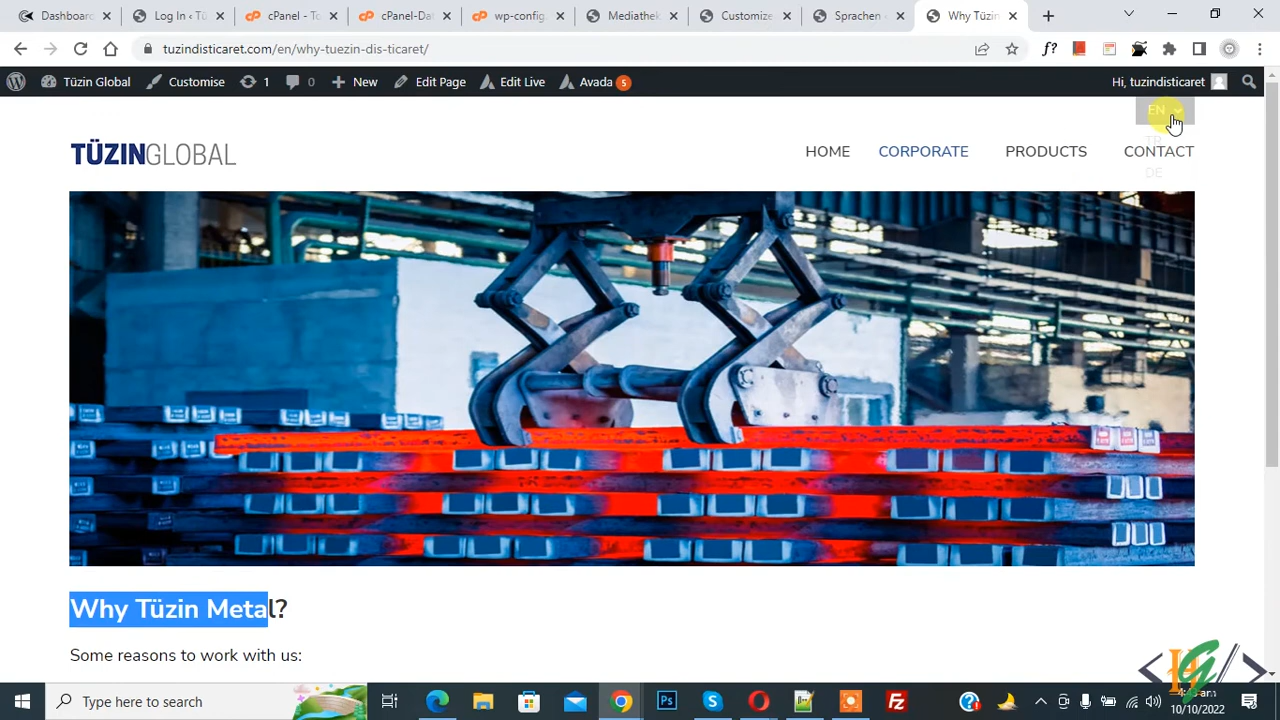 Dashboard
Log In ‹ Tü
cPanel - To
cPanel-Da
wp-config.
Mediathek
Customize
Sprachen
Why Tüzin
tuzindisticaret.com/en/why-tuezin-dis-ticaret/
f?
Tüzin Global
Customise
1
0
New
Edit Page
Edit Live
Avada 5
Hi, tuzindisticaret
EN
TR
DE
TÜZINGLOBAL
HOME
CORPORATE
PRODUCTS
CONTACT
Why Tüzin Metal?
Some reasons to work with us:
Type here to search
10/10/2022